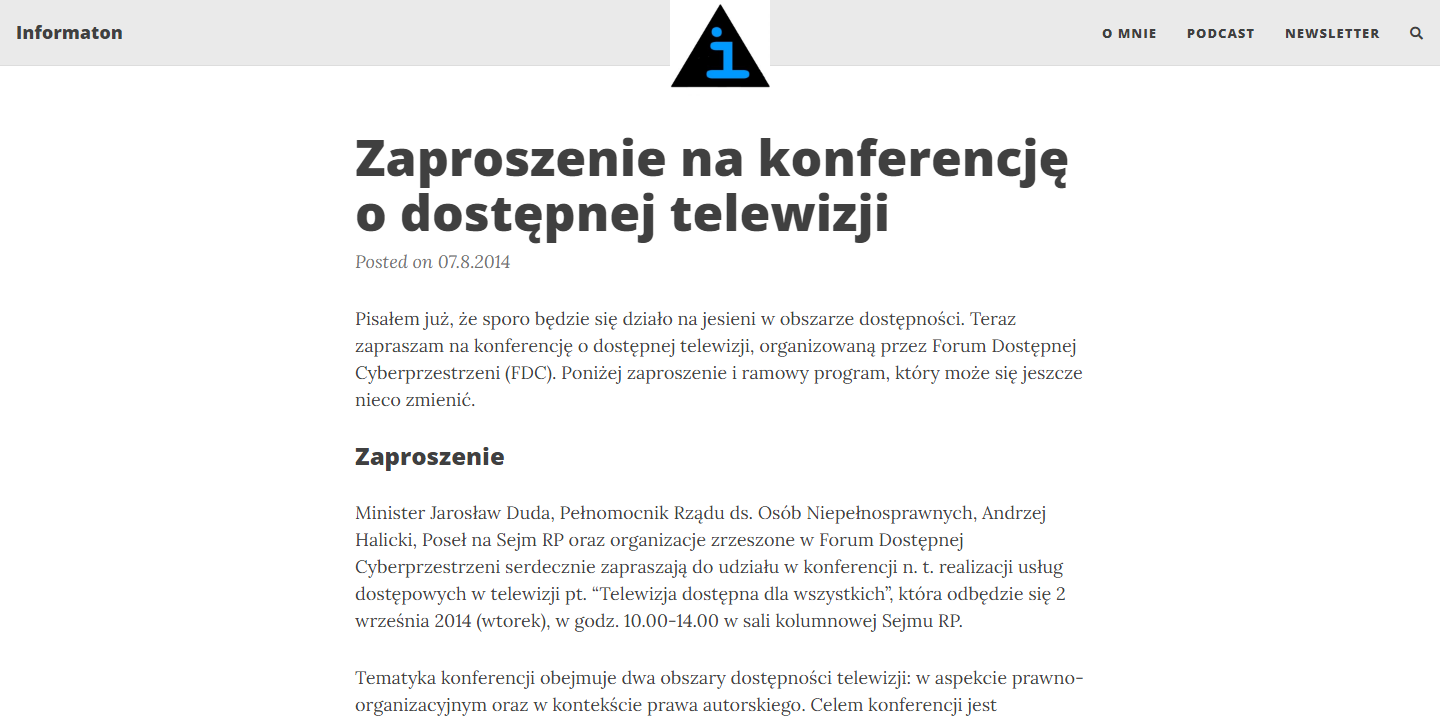 Informaton
i
O MNIE
PODCAST
NEWSLETTER
Zaproszenie na konferencję
o dostępnej telewizji
Posted on 07.8.2014
Pisałem już, że sporo będzie się działo na jesieni w obszarze dostępności. Teraz
zapraszam na konferencję o dostępnej telewizji, organizowaną przez Forum Dostępnej
Cyberprzestrzeni (FDC). Poniżej zaproszenie i ramowy program, który może się jeszcze
nieco zmienić.
Zaproszenie
Minister Jarosław Duda, Pełnomocnik Rządu ds. Osób Niepełnosprawnych, Andrzej
Halicki, Poseł na Sejm RP oraz organizacje zrzeszone w Forum Dostępnej
Cyberprzestrzeni serdecznie zapraszają do udziału w konferencji n. t. realizacji usług
dostępowych w telewizji pt. “Telewizja dostępna dla wszystkich”, która odbędzie się 2
września 2014 (wtorek), w godz. 10.00-14.00 w sali kolumnowej Sejmu RP.
Tematyka konferencji obejmuje dwa obszary dostępności telewizji: w aspekcie prawno-
organizacyjnym oraz w kontekście prawa autorskiego. Celem konferencji jest